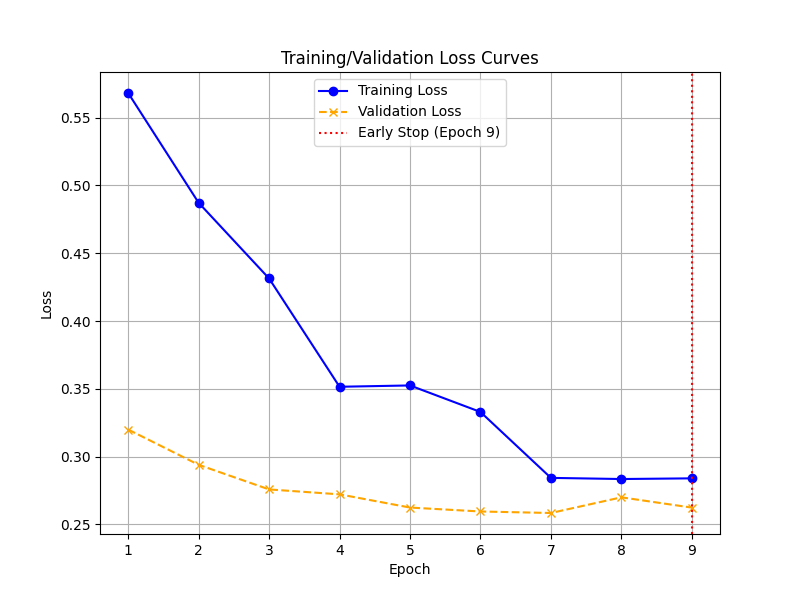 Training/Validation Loss Curves
Training Loss
Validation Loss
Early Stop (Epoch 9)
0.55
0.50
0.45
0.40
0.35
0.30
0.25
Loss
1 2 3 4 5 6 7 8 9
Epoch